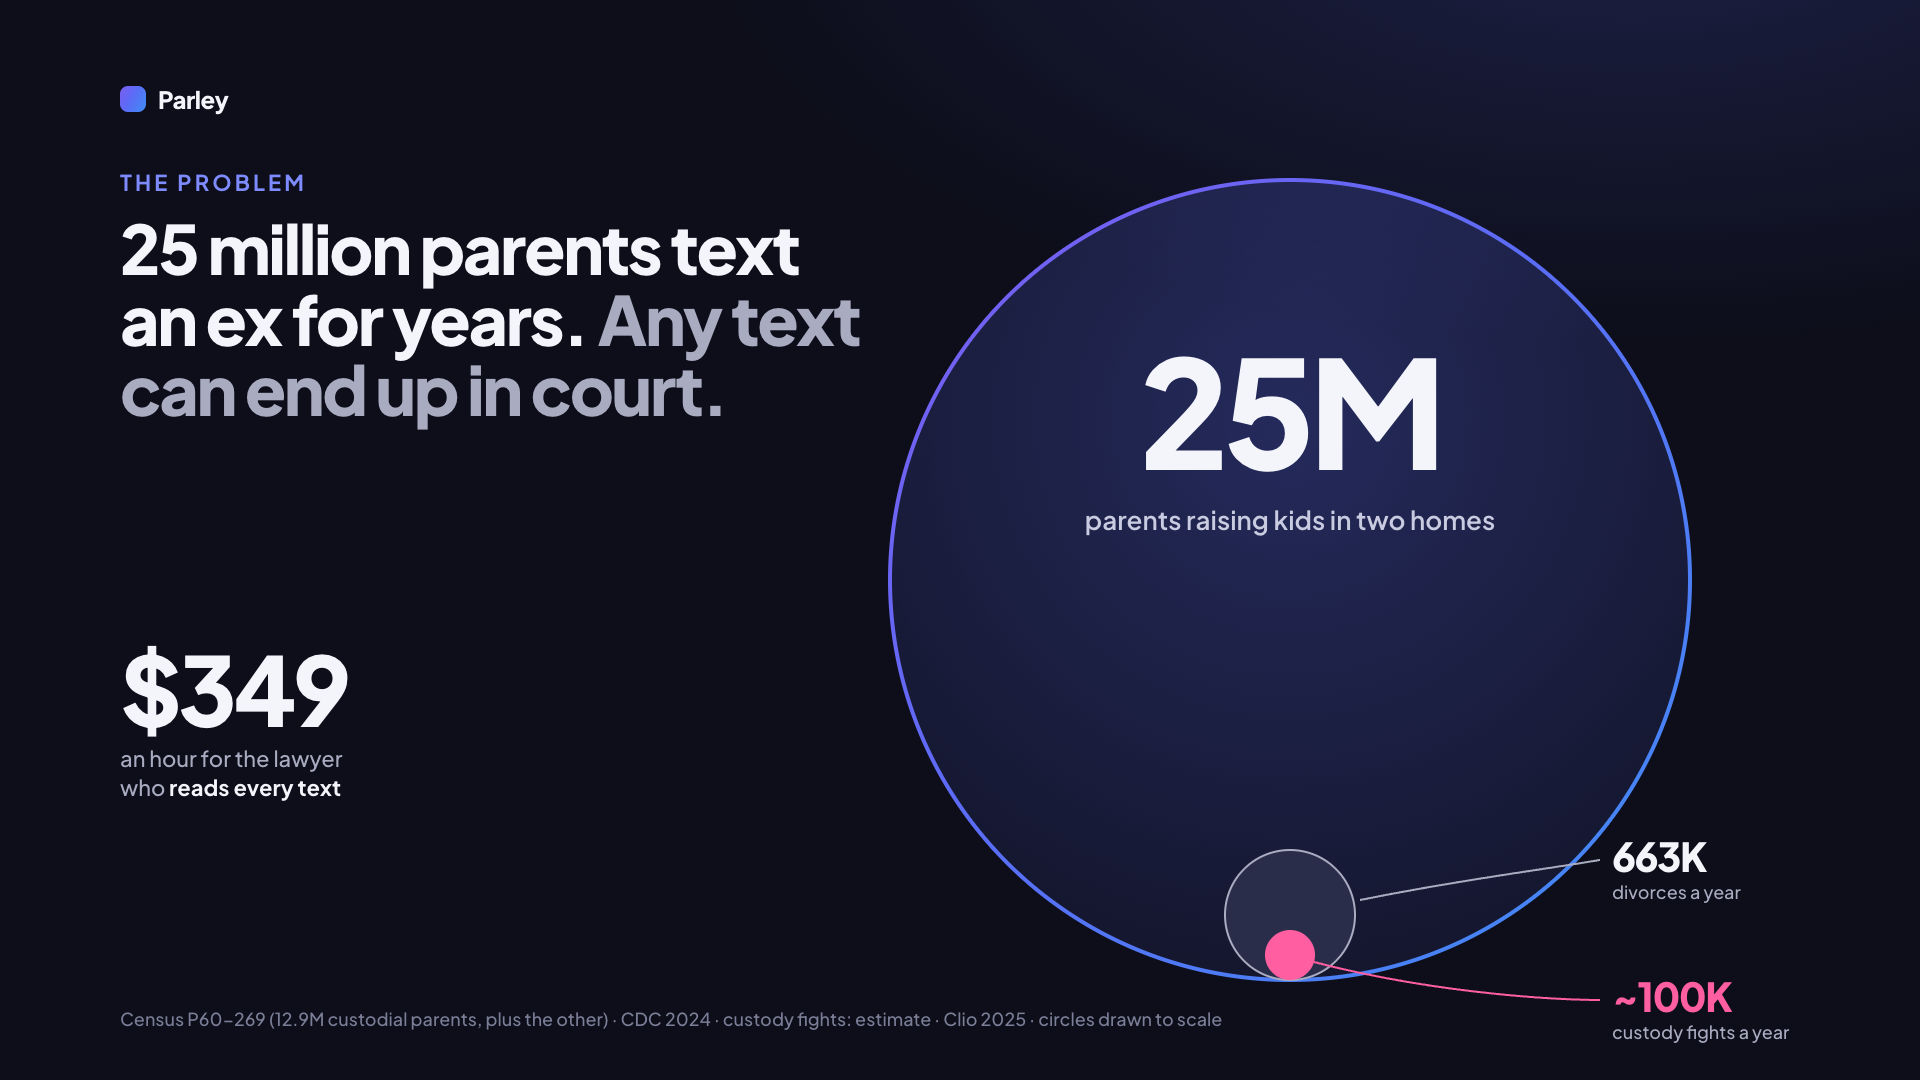 Parley
THE PROBLEM
25 million parents text
an ex for years. Any text
can end up in court.
25M
parents raising kids in two homes
$349
an hour for the lawyer
who reads every text
663K
divorces a year
~100K
custody fights a year
Census P60–269 (12.9M custodial parents, plus the other) · CDC 2024 · custody fights: estimate · Clio 2025 · circles drawn to scale